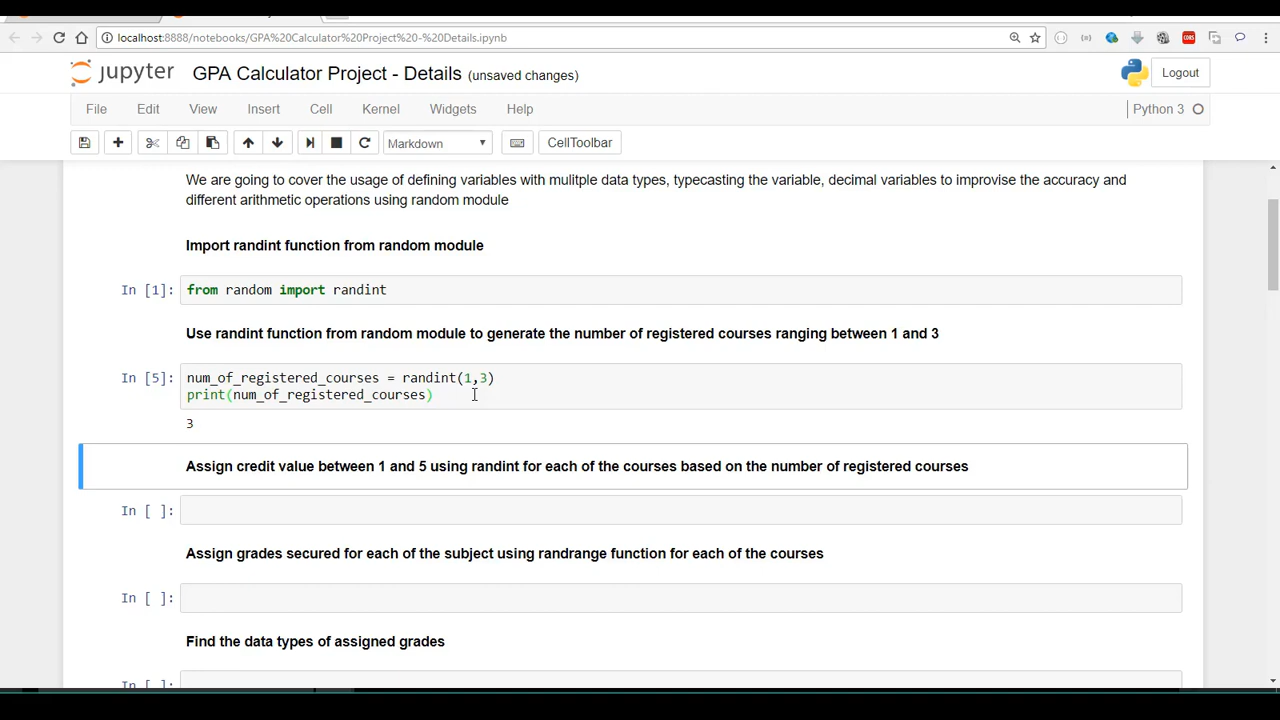 localhost:8888/notebooks/GPA%20Calculator%20Project%20-%20Details.ipynb
CORS
jupyter GPA Calculator Project - Details (unsaved changes)
Logout
File Edit View Insert Cell Kernel Widgets Help
Python 3
Markdown CellToolbar
We are going to cover the usage of defining variables with mulitple data types, typecasting the variable, decimal variables to improvise the accuracy and
different arithmetic operations using random module
Import randint function from random module
In [1]: from random import randint
Use randint function from random module to generate the number of registered courses ranging between 1 and 3
In [5]: num_of_registered_courses = randint(1,3)
print(num_of_registered_courses)
3
Assign credit value between 1 and 5 using randint for each of the courses based on the number of registered courses
In [ ]:
Assign grades secured for each of the subject using randrange function for each of the courses
In [ ]:
Find the data types of assigned grades
In [ ]: